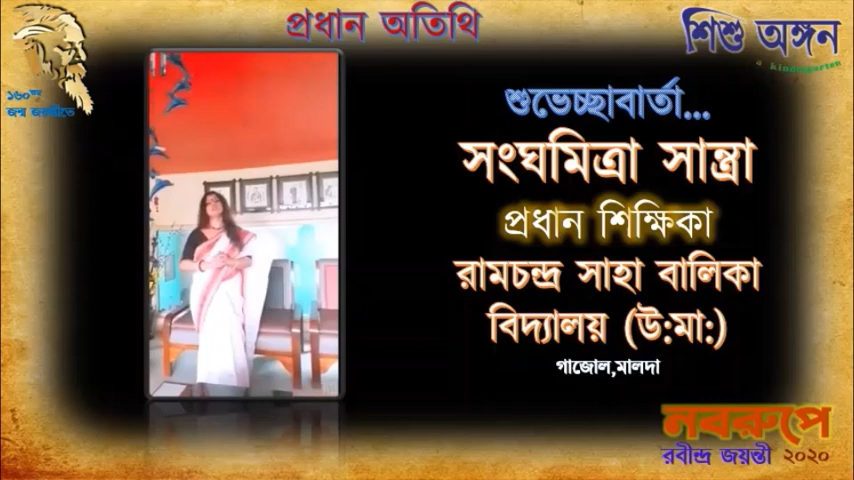 প্রধান অতিথি
শিশু অঙ্গন
a kindergarten
১৬০তম
জন্ম জয়ন্তীতে
শুভেচ্ছাবার্তা...
সংঘমিত্রা সান্ত্রা
প্রধান শিক্ষিকা
রামচন্দ্র সাহা বালিকা
বিদ্যালয় (উ:মা:)
গাজোল,মালদা
নবরুপে
রবীন্দ্র জয়ন্তী ২০২০